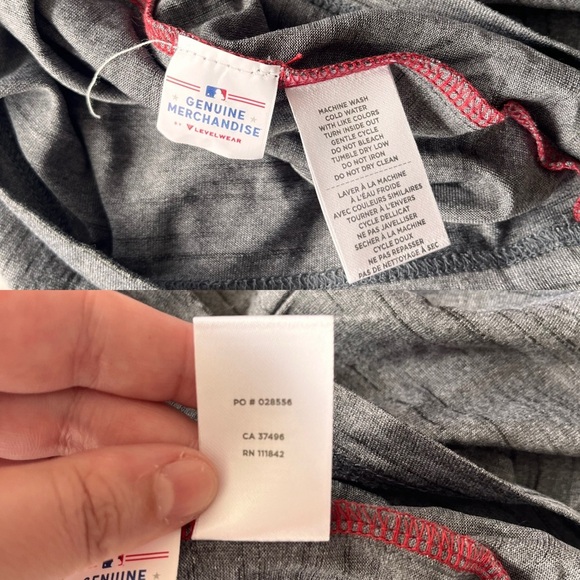 GENUINE
MERCHANDISE
BY LEVELWEAR
MACHINE WASH
COLD WATER
WITH LIKE COLORS
TURN INSIDE OUT
GENTLE CYCLE
DO NOT BLEACH
TUMBLE DRY LOW
DO NOT IRON
DO NOT DRY CLEAN
LAVER À LA MACHINE
À L'EAU FROIDE
AVEC COULEURS SIMILAIRES
TOURNER À L'ENVERS
CYCLE DELLICAT
NE PAS JAVELLISER
SECHER À LA MACHINE
CYCLE DOUX
NE PAS REPASSER
PAS DE NETTOYAGE À SEC
PO # 028556
CA 37496
RN 111842
GENUINE